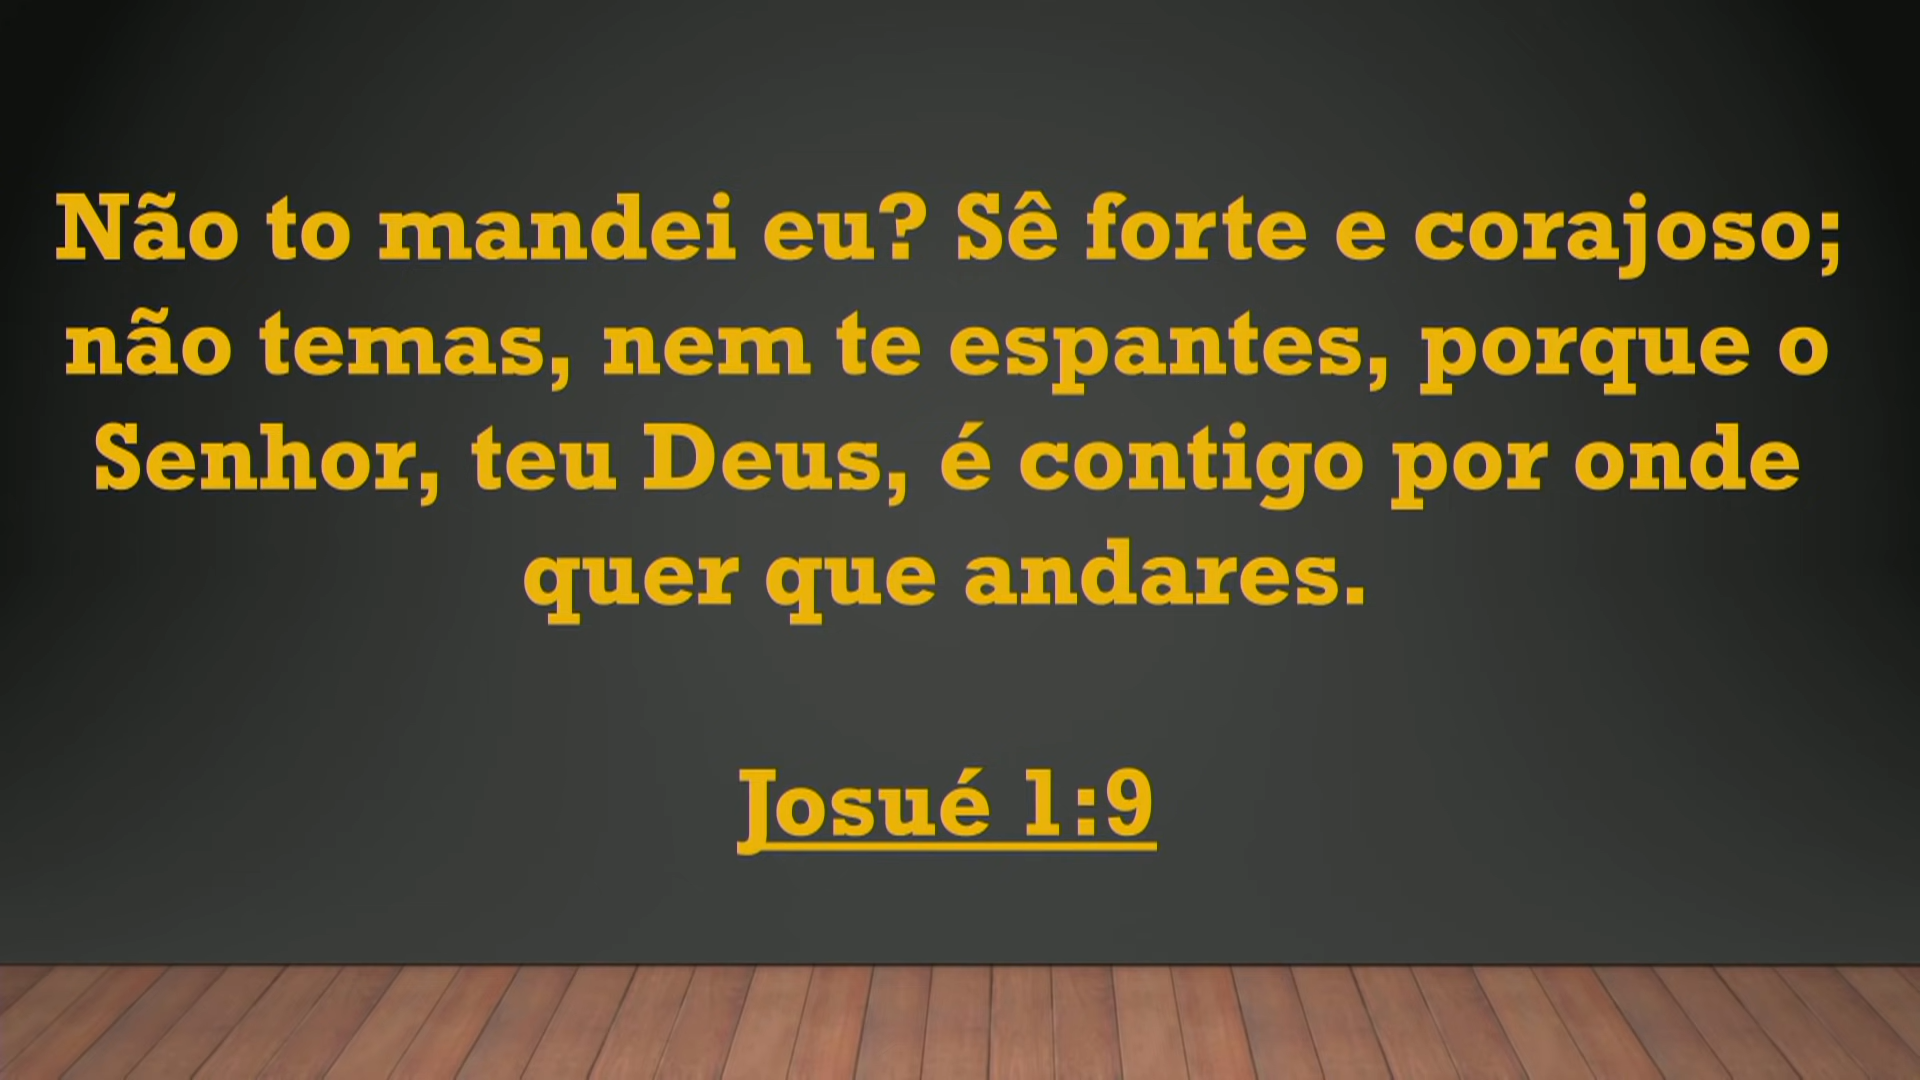 Não to mandei eu? Sê forte e corajoso;
não temas, nem te espantes, porque o
Senhor, teu Deus, é contigo por onde
quer que andares.
Josué 1:9